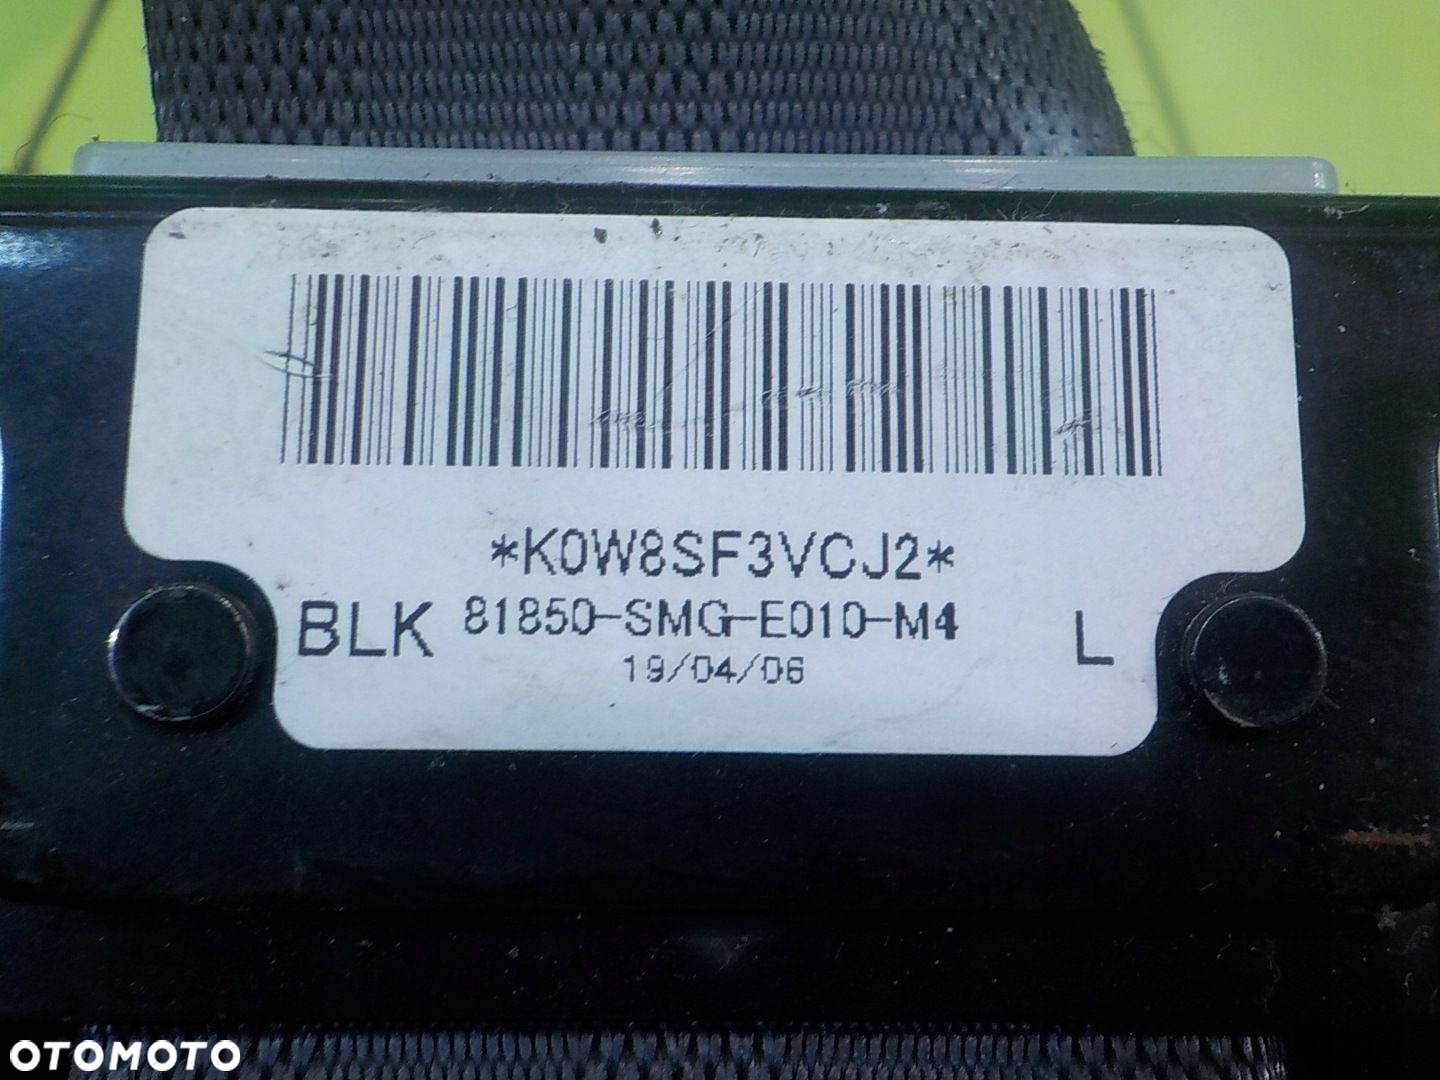 *K0W8SF3VCJ2*
BLK 81850-SMG-E010-M4 L
19/04/06
OTOMOTO